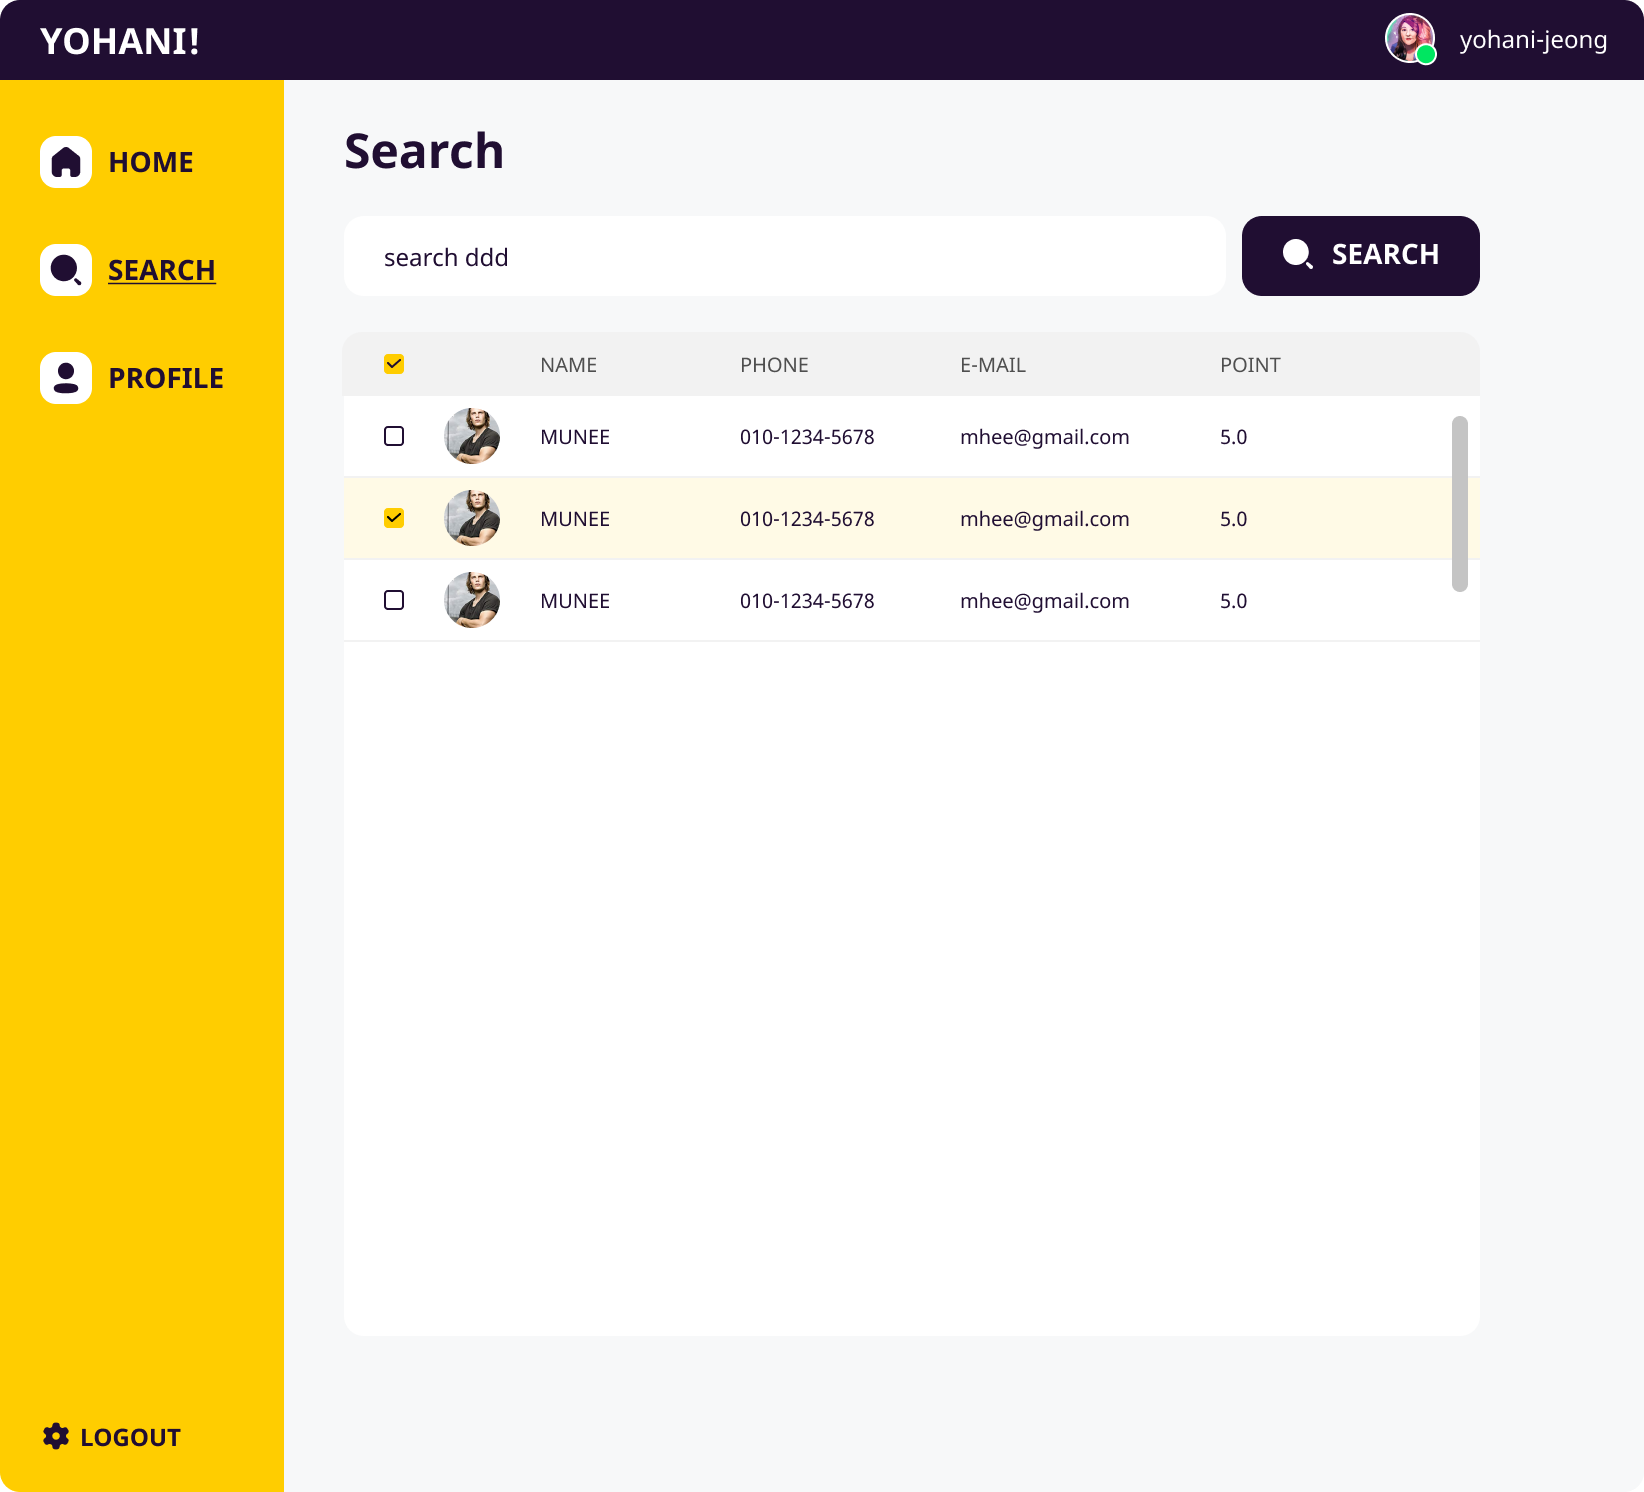 YOHANI!
yohani-jeong
HOME
SEARCH
PROFILE
LOGOUT
Search
search ddd
SEARCH
NAME PHONE E-MAIL POINT
MUNEE 010-1234-5678 mhee@gmail.com 5.0
MUNEE 010-1234-5678 mhee@gmail.com 5.0
MUNEE 010-1234-5678 mhee@gmail.com 5.0